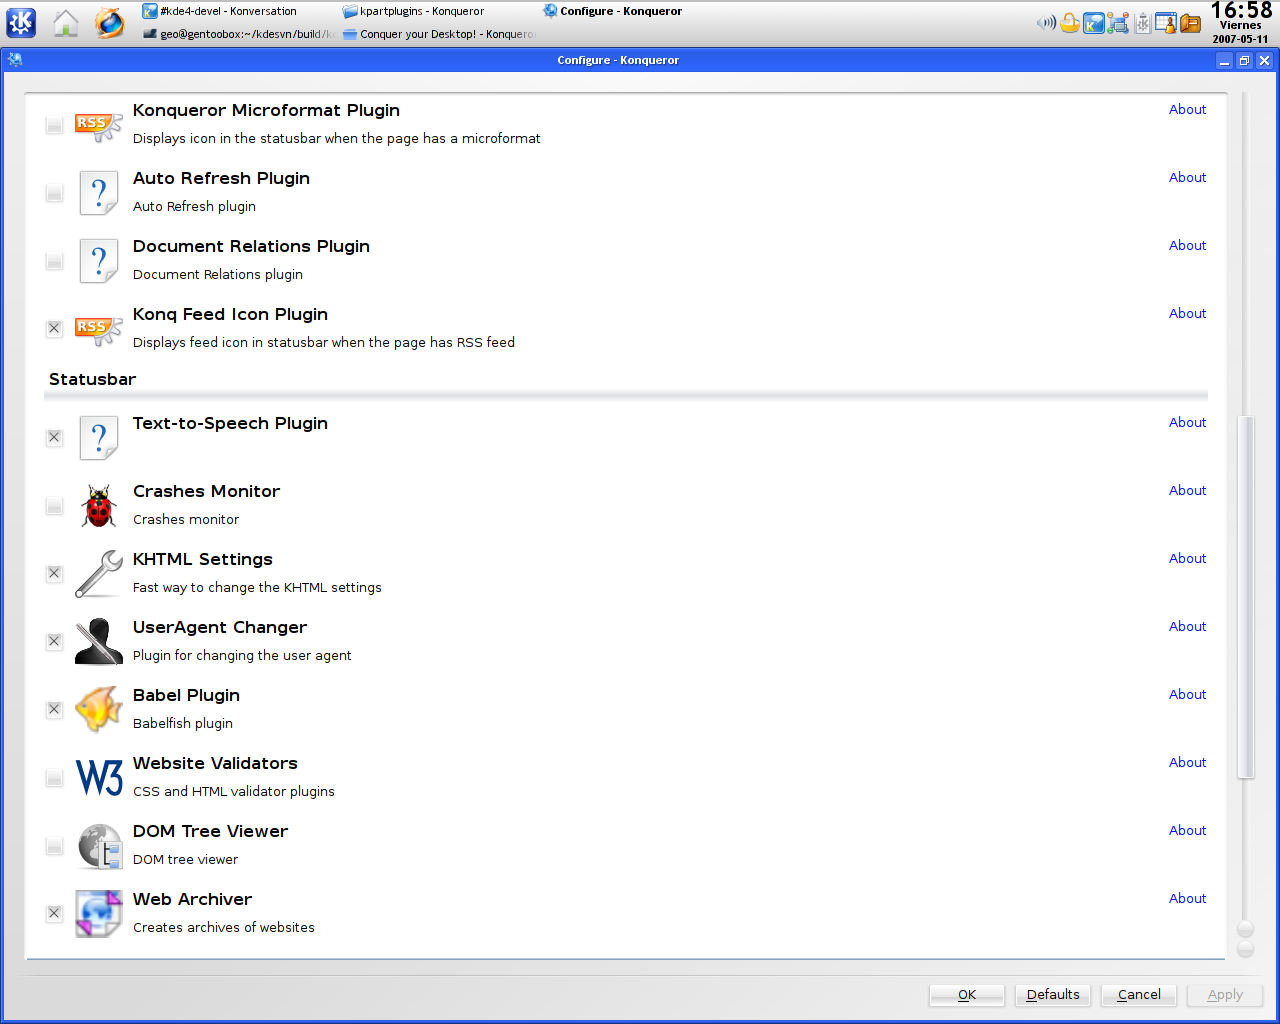 #kde4-devel - Konversation
kpartplugins - Konqueror
Configure - Konqueror
geo@gentoobox:~/kdesvn/build/k
Conquer your Desktop! - Konqueror
16:58
Viernes
2007-05-11
Configure - Konqueror
Konqueror Microformat Plugin
About
RSS
Displays icon in the statusbar when the page has a microformat
Auto Refresh Plugin
About
?
Auto Refresh plugin
Document Relations Plugin
About
?
Document Relations plugin
Konq Feed Icon Plugin
About
RSS
Displays feed icon in statusbar when the page has RSS feed
Statusbar
Text-to-Speech Plugin
About
?
Crashes Monitor
About
Crashes monitor
KHTML Settings
About
Fast way to change the KHTML settings
UserAgent Changer
About
Plugin for changing the user agent
Babel Plugin
About
Babelfish plugin
Website Validators
About
W3
CSS and HTML validator plugins
DOM Tree Viewer
About
DOM tree viewer
Web Archiver
About
Creates archives of websites
OK
Defaults
Cancel
Apply